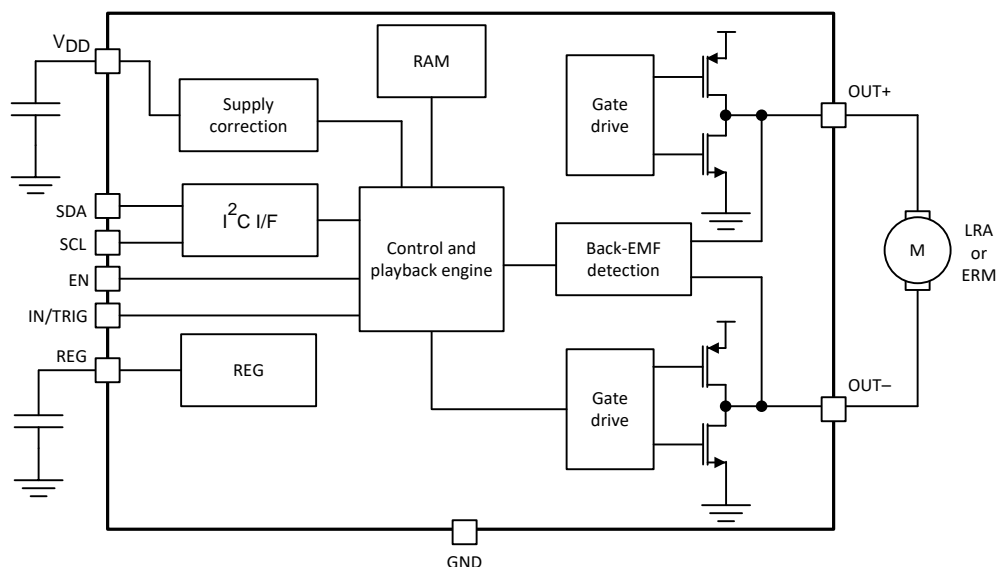 VDD
RAM
Supply
correction
Gate
drive
OUT+
SDA
SCL
I2C I/F
EN
IN/TRIG
Control and
playback engine
Back-EMF
detection
M
LRA
or
ERM
REG
REG
Gate
drive
OUT–
GND